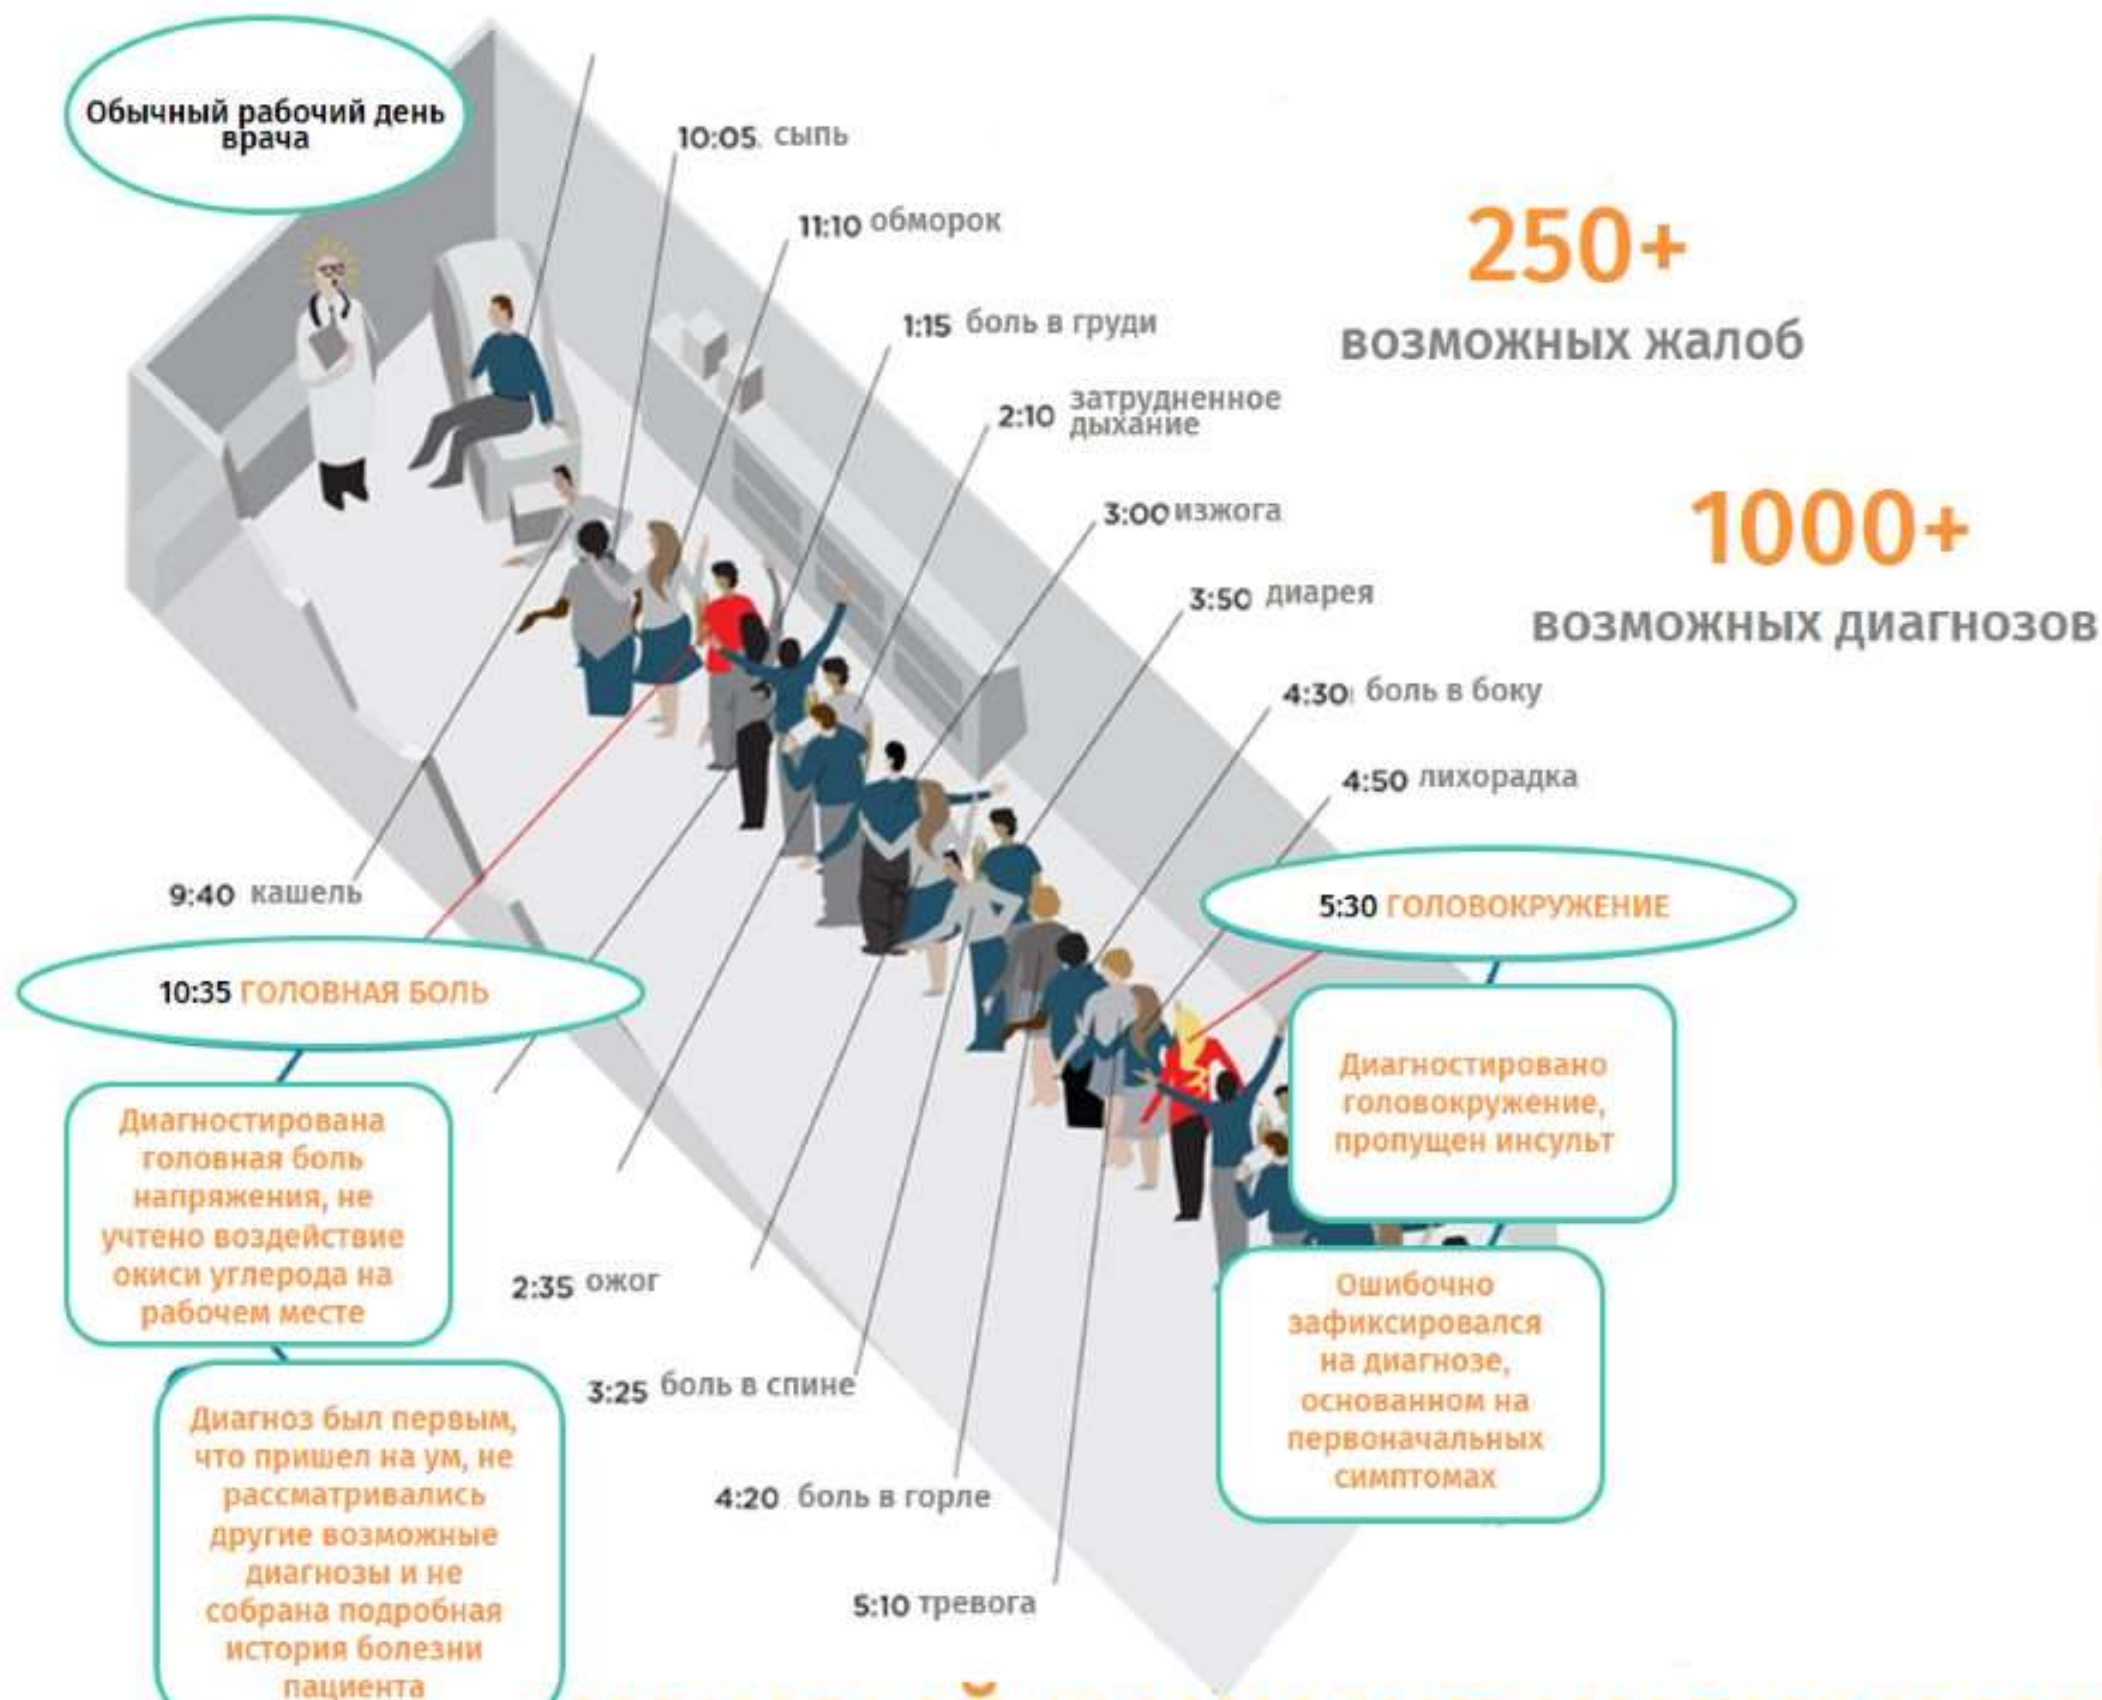 Обычный рабочий день
врача
10:05. сыпь
11:10 обморок
1:15 боль в груди
2:10 затрудненное
дыхание
3:00 изжога
3:50 диарея
4:30 боль в боку
4:50 лихорадка
250+
возможных жалоб
1000+
возможных диагнозов
9:40 кашель
10:35 ГОЛОВНАЯ БОЛЬ
Диагностирована
головная боль
напряжения, не
учтено воздействие
окиси углерода на
рабочем месте
Диагноз был первым,
что пришел на ум, не
рассматривались
другие возможные
диагнозы и не
собрана подробная
история болезни
пациента
2:35 ожог
3:25 боль в спине
4:20 боль в горле
5:10 тревога
5:30 ГОЛОВОКРУЖЕНИЕ
Диагностировано
головокружение,
пропущен инсульт
Ошибочно
зафиксировался
на диагнозе,
основанном на
первоначальных
симптомах